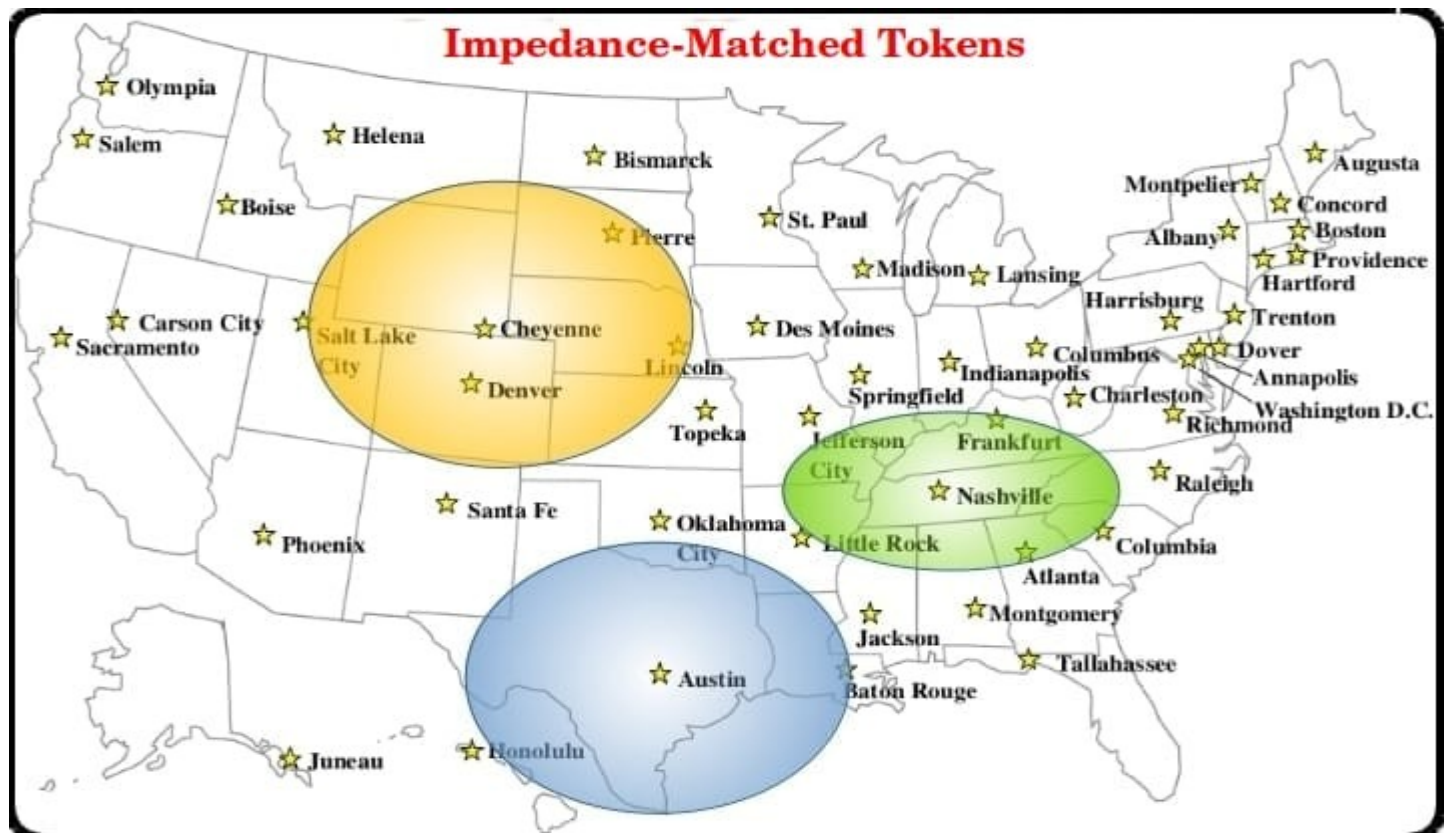 Impedance-Matched Tokens
Olympia
Salem
Helena
Bismarck
Boise
Pierre
St. Paul
Madison
Lansing
Augusta
Montpelier
Concord
Albany
Boston
Providence
Hartford
Harrisburg
Trenton
Carson City
Sacramento
Salt Lake
City
Cheyenne
Denver
Lincoln
Des Moines
Topeka
Springfield
Indianapolis
Columbus
Dover
Annapolis
Charleston
Washington D.C.
Richmond
Jefferson
City
Frankfurt
Nashville
Raleigh
Santa Fe
Phoenix
Oklahoma
City
Little Rock
Columbia
Atlanta
Montgomery
Jackson
Tallahassee
Austin
Baton Rouge
Honolulu
Juneau